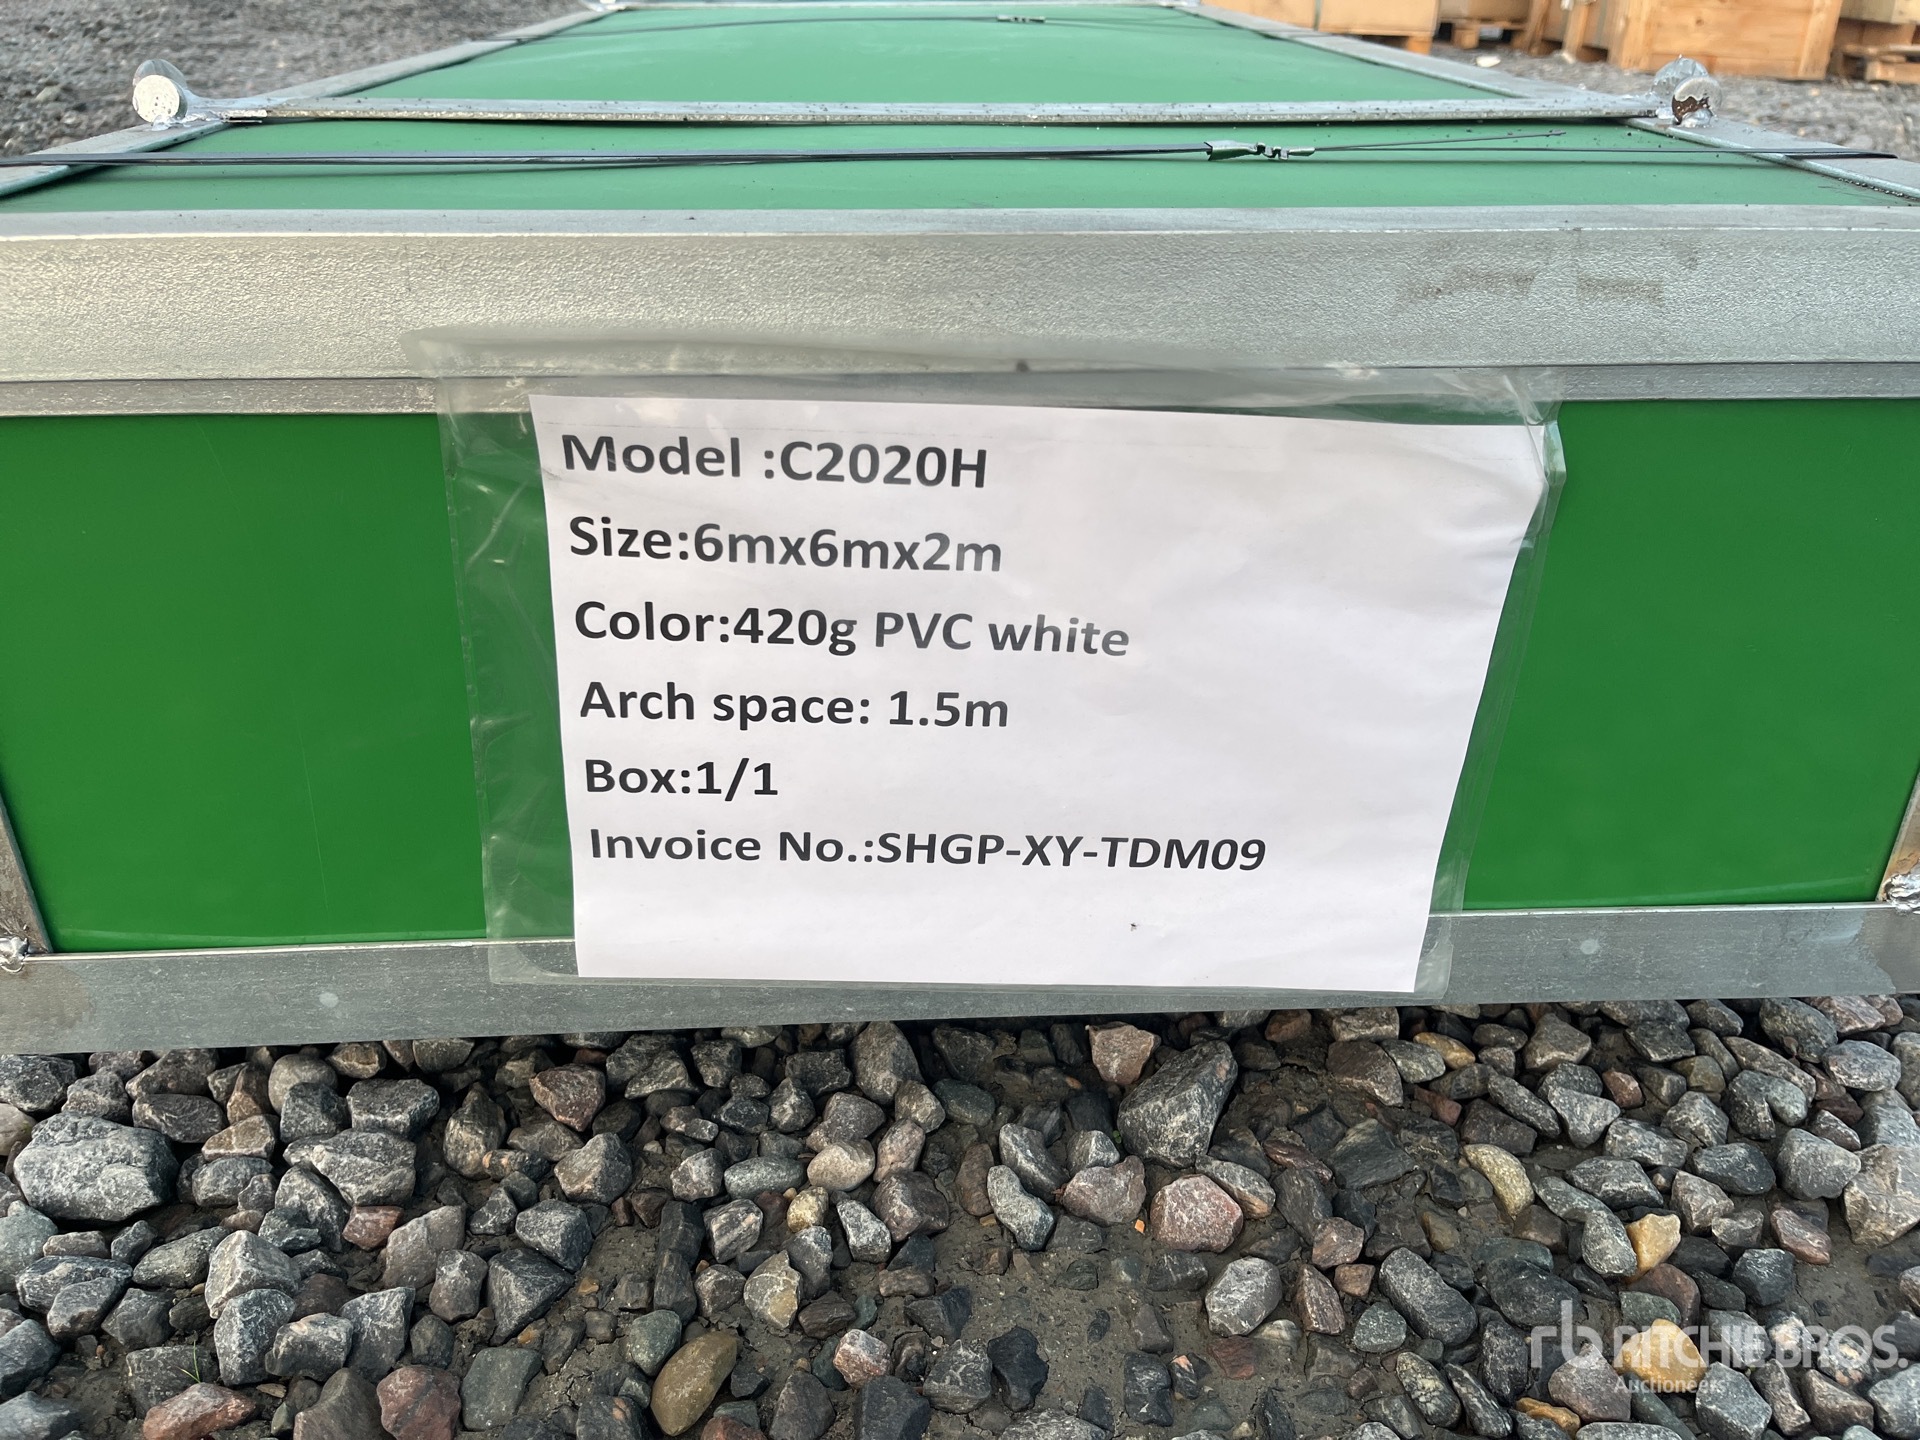 Model :C2020H
Size:6mx6mx2m
Color:420g PVC white
Arch space: 1.5m
Box:1/1
Invoice No.:SHGP-XY-TDM09
rb RITCHIE BROS.
Auctioneers